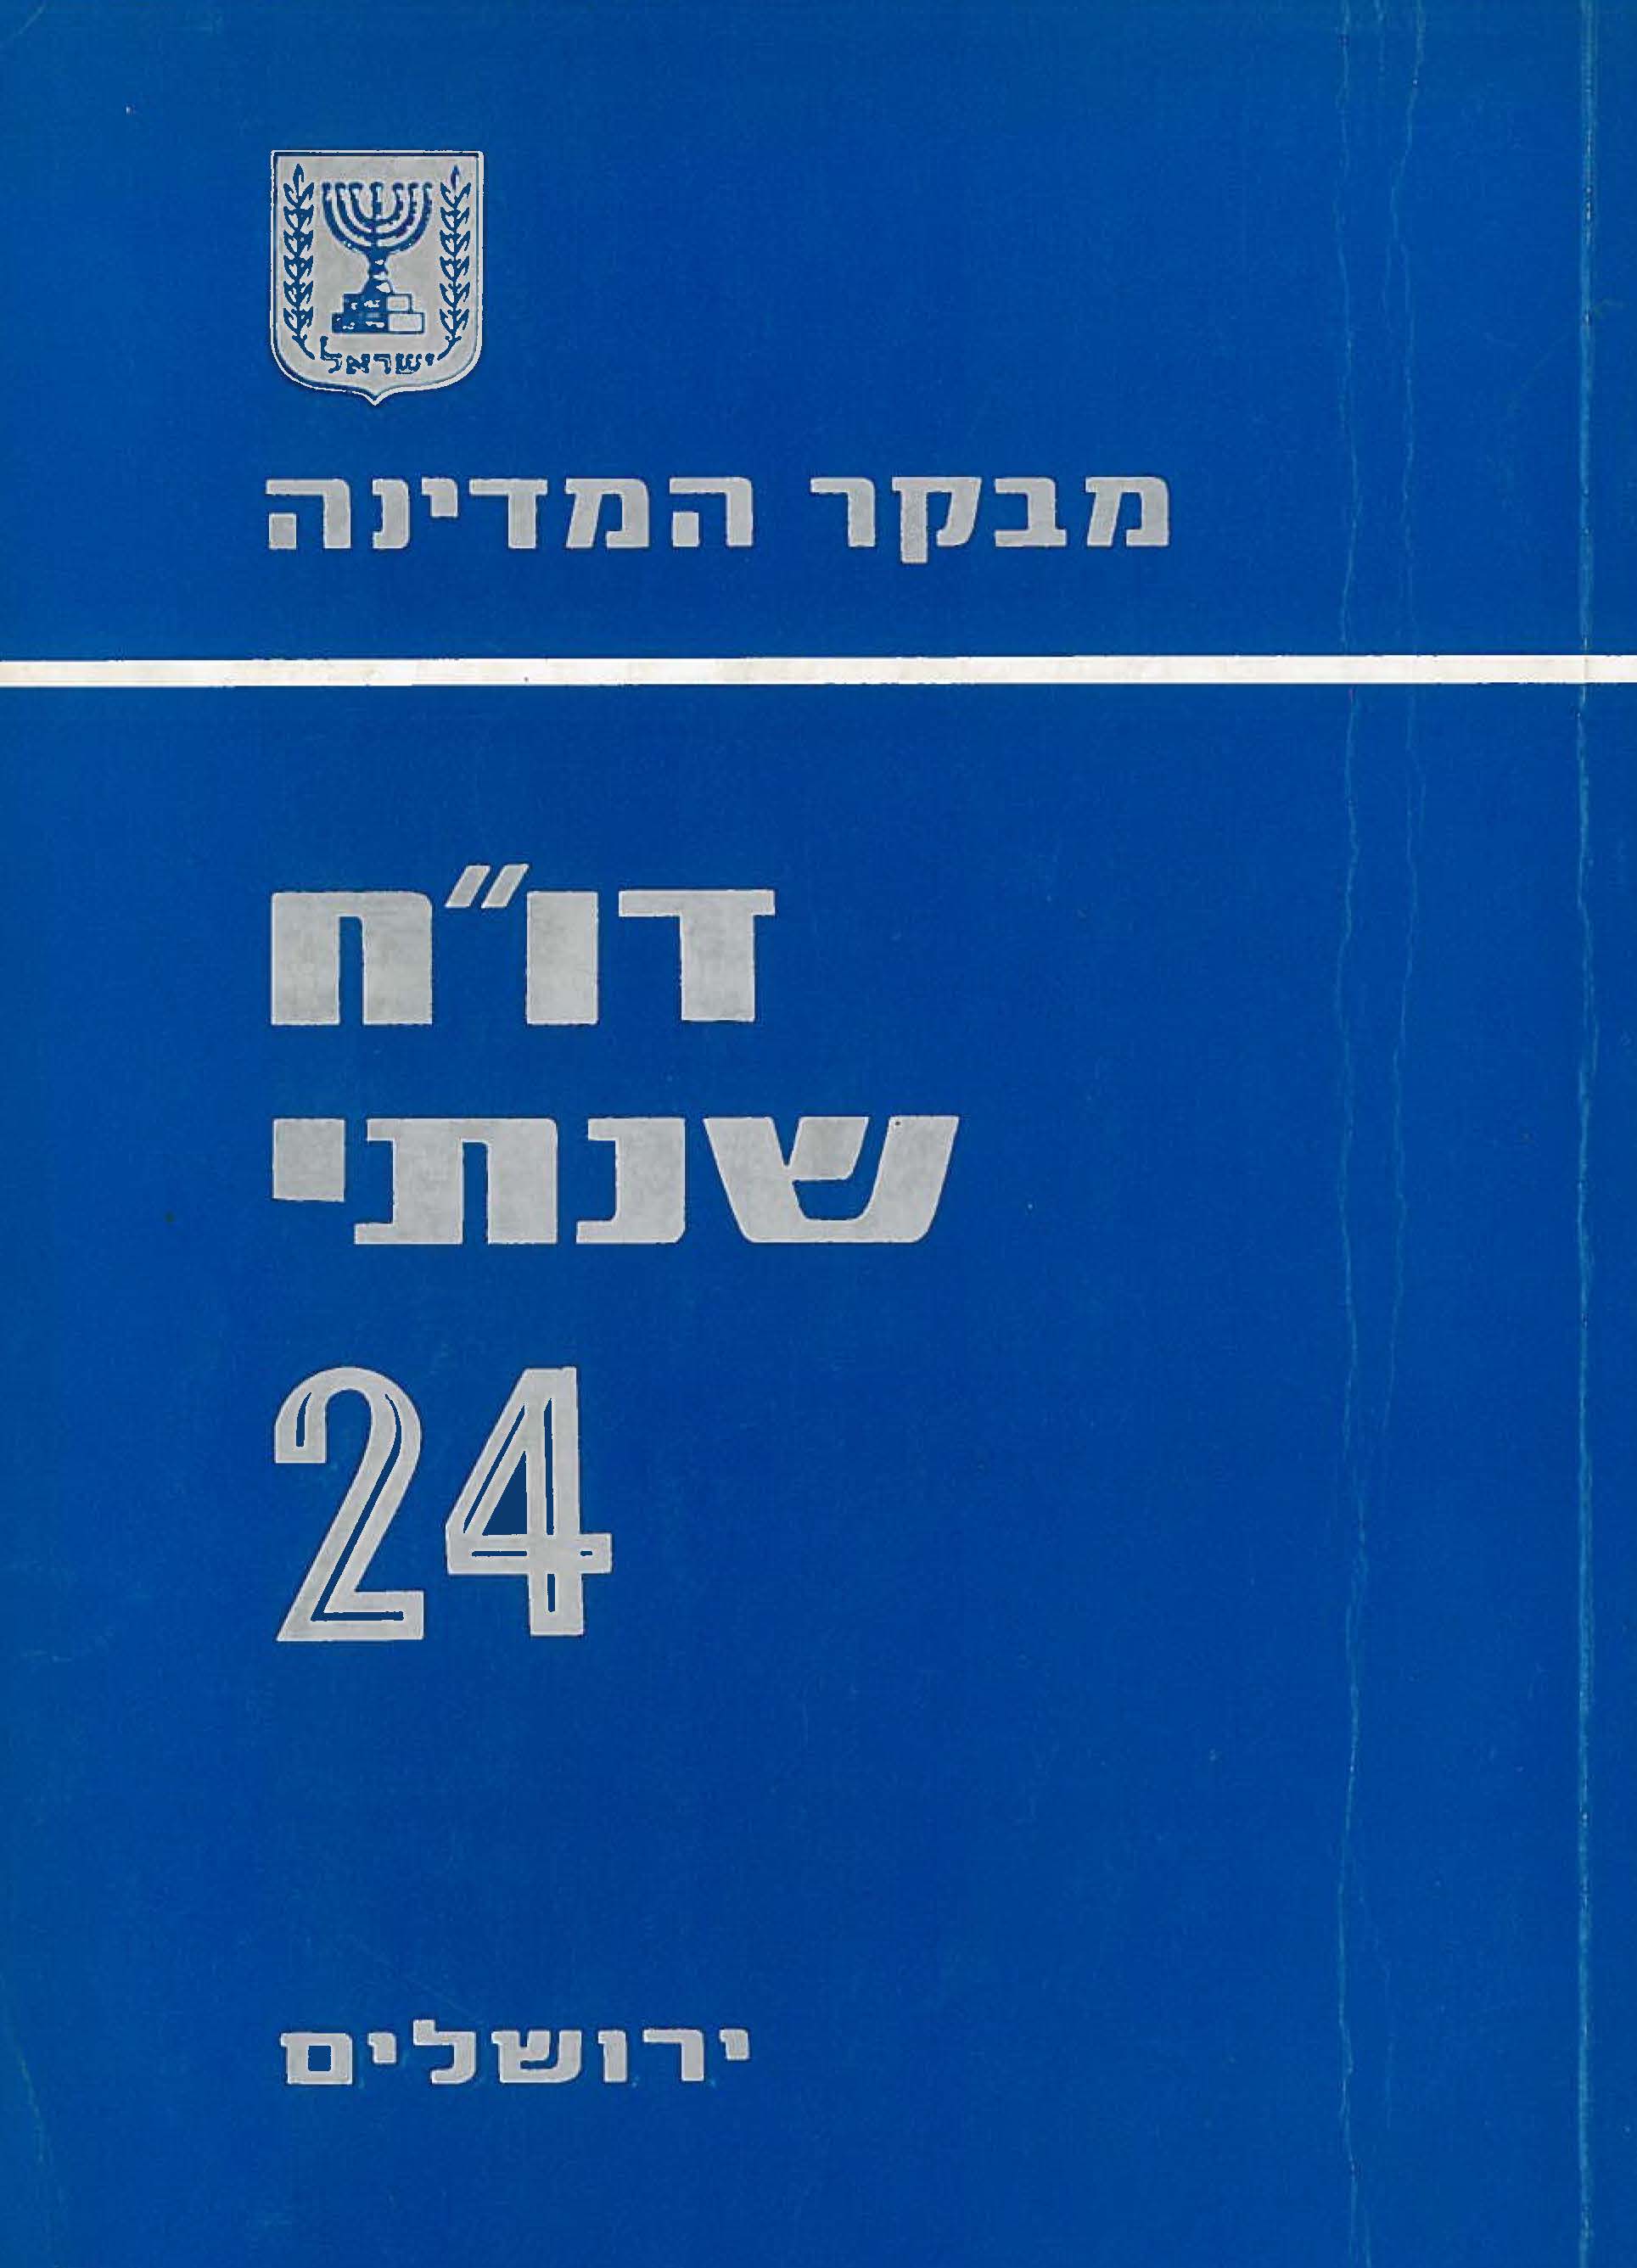 ישראל
מבקר המדינה
דו״ח
שנתי
24
ירושלים